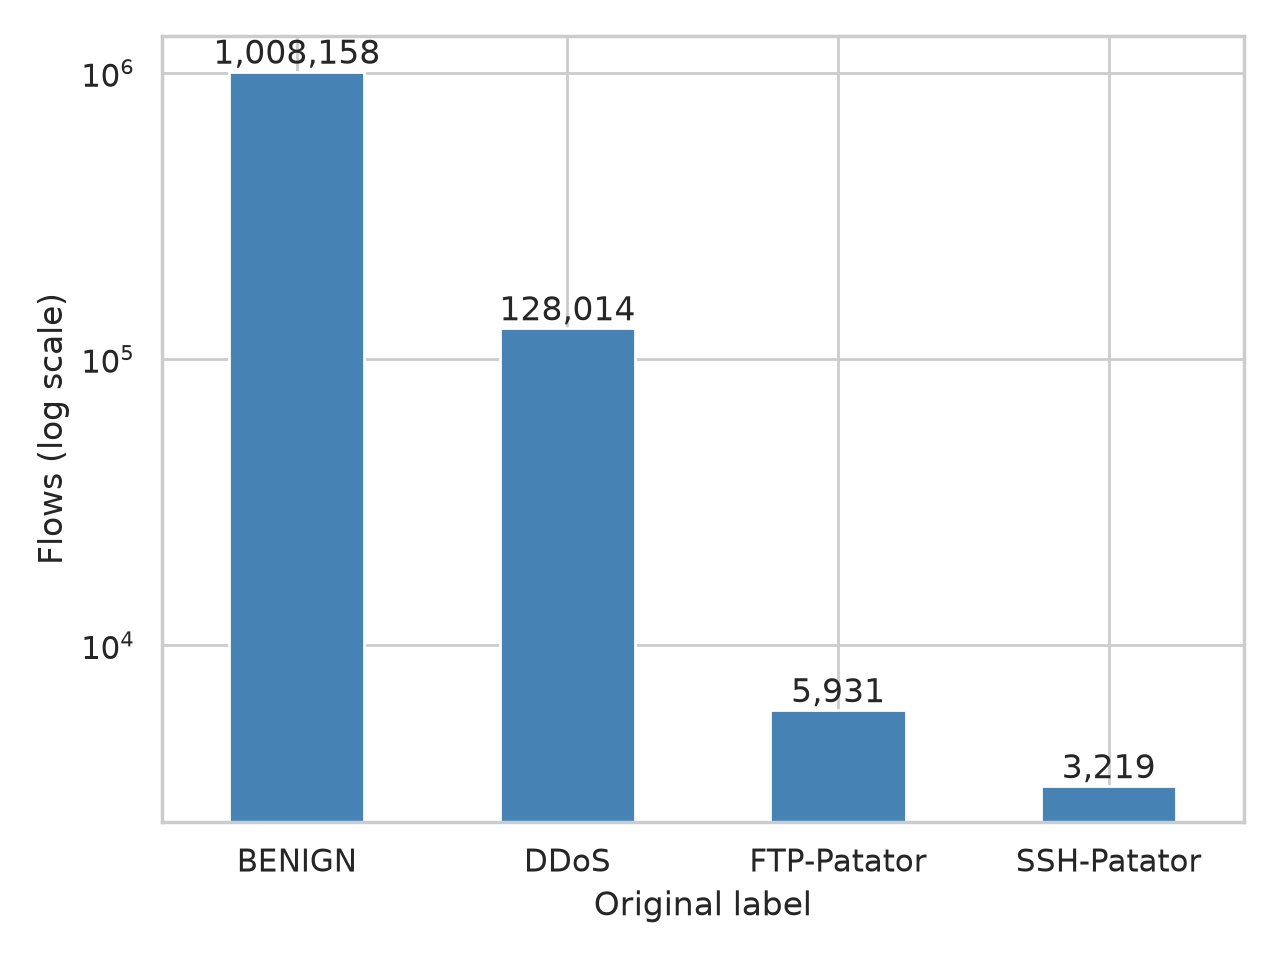 1,008,158
10⁶
128,014
10⁵
10⁴
5,931
3,219
Flows (log scale)
BENIGN DDoS FTP-Patator SSH-Patator
Original label